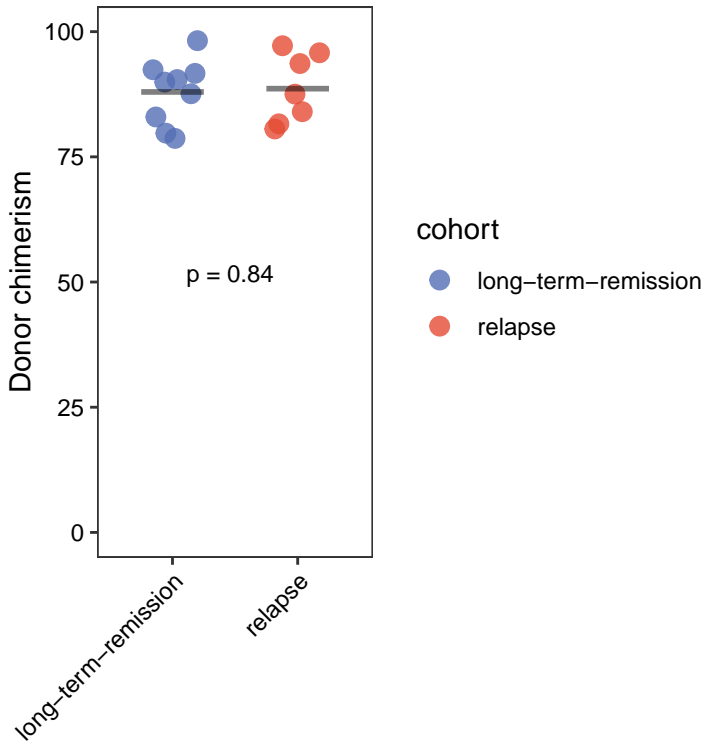 Donor chimerism
100
75
50
25
0
p = 0.84
long−term−remission
relapse
cohort
long−term−remission
relapse